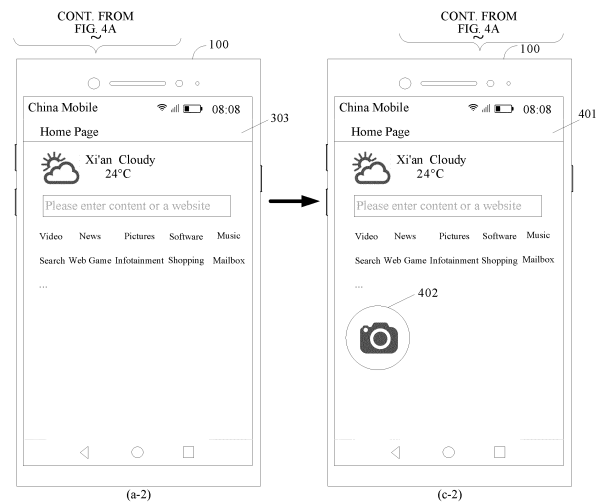 CONT. FROM
FIG. 4A
100
China Mobile 08:08
303
Home Page
Xi'an Cloudy
24°C
Please enter content or a website
Video News Pictures Software Music
Search Web Game Infotainment Shopping Mailbox
...
(a-2)
CONT. FROM
FIG. 4A
100
China Mobile 08:08
401
Home Page
Xi'an Cloudy
24°C
Please enter content or a website
Video News Pictures Software Music
Search Web Game Infotainment Shopping Mailbox
...
402
(c-2)